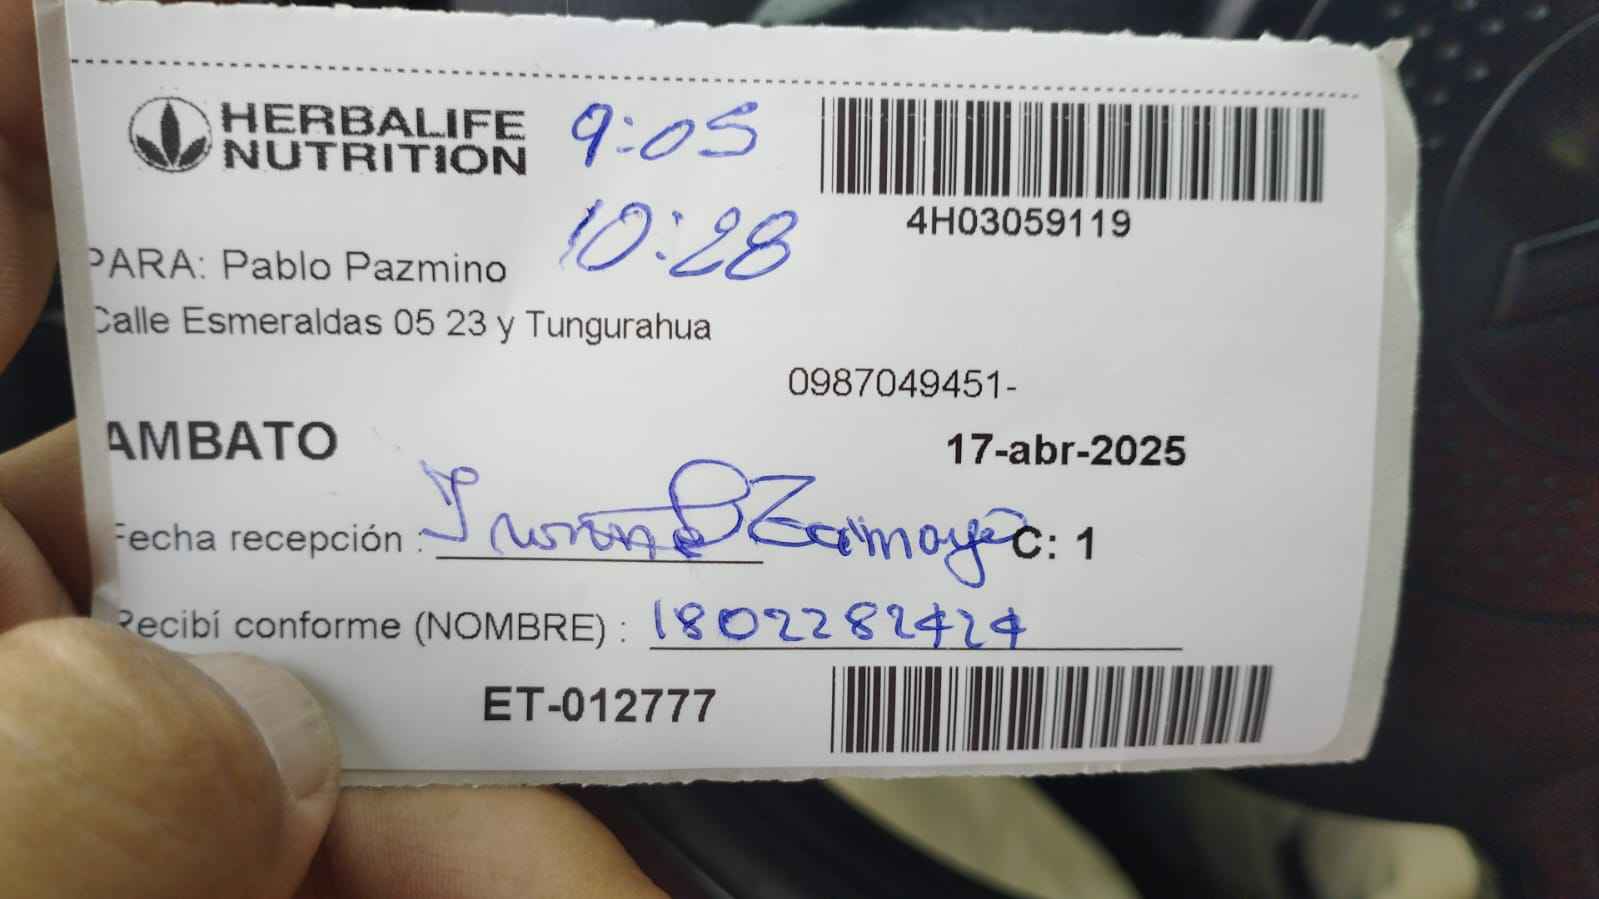 HERBALIFE
NUTRITION
9:05
10:28
4H03059119
PARA: Pablo Pazmino
Calle Esmeraldas 05 23 y Tungurahua
0987049451-
AMBATO
17-abr-2025
Fecha recepción :
C: 1
Recibí conforme (NOMBRE) : 1802282424
ET-012777